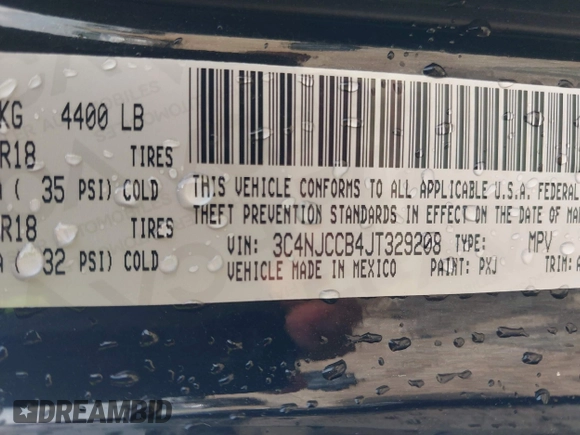 KG 4400 LB
R18 TIRES
( 35 PSI) COLD
R18 TIRES
( 32 PSI) COLD
THIS VEHICLE CONFORMS TO ALL APPLICABLE U.S.A. FEDERAL
THEFT PREVENTION STANDARDS IN EFFECT ON THE DATE OF MA
VIN: 3C4NJCCB4JT329208 TYPE: MPV
VEHICLE MADE IN MEXICO PAINT: PXJ TRIM: A
DREAMBID